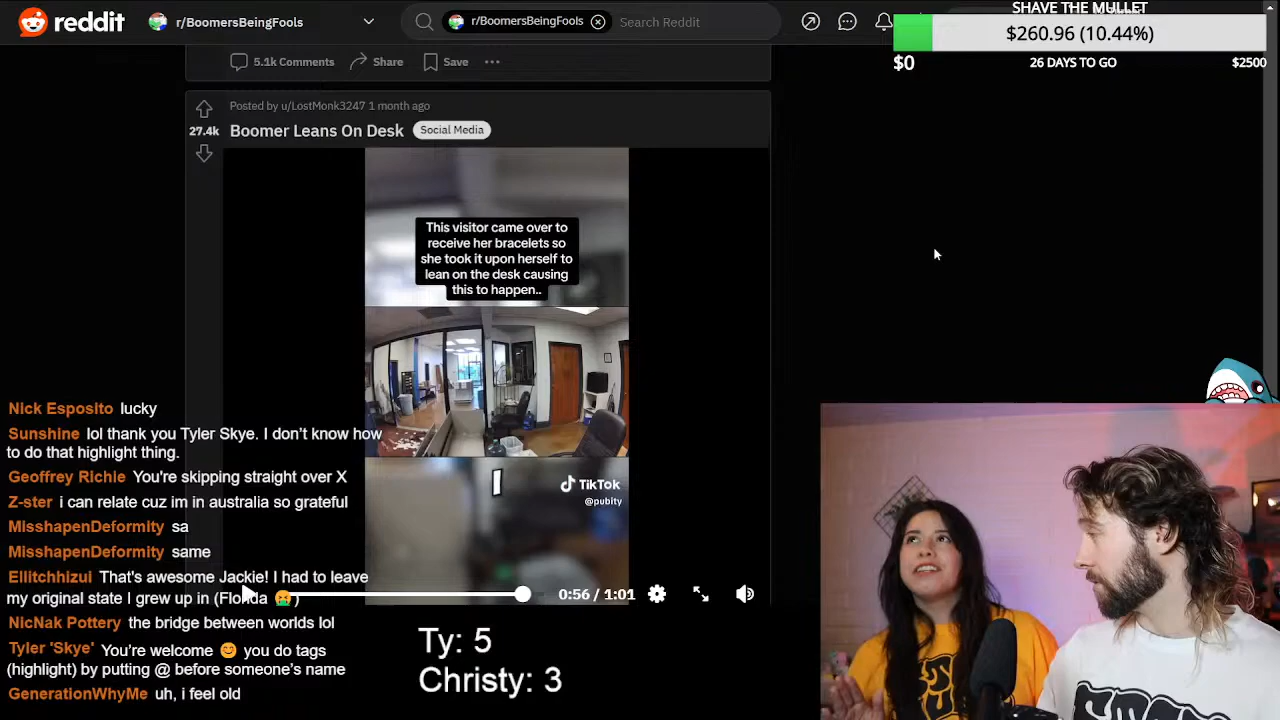 reddit
r/BoomersBeingFools
r/BoomersBeingFools
Search Reddit
SHAVE THE MULLET
$260.96 (10.44%)
$0
26 DAYS TO GO
$2500
5.1k Comments
Share
Save
Posted by u/LostMonk3247 1 month ago
27.4k
Boomer Leans On Desk
Social Media
This visitor came over to
receive her bracelets so
she took it upon herself to
lean on the desk causing
this to happen..
TikTok
@pubity
0:56 / 1:01
Nick Esposito lucky
Sunshine lol thank you Tyler Skye. I don't know how
to do that highlight thing.
Geoffrey Richie You're skipping straight over X
Z-ster i can relate cuz im in australia so grateful
MisshapenDeformity sa
MisshapenDeformity same
Ellitchhizui That's awesome Jackie! I had to leave
my original state I grew up in (Florida 🤮)
NicNak Pottery the bridge between worlds lol
Tyler 'Skye' You're welcome 😊 you do tags
(highlight) by putting @ before someone's name
GenerationWhyMe uh, i feel old
Ty: 5
Christy: 3